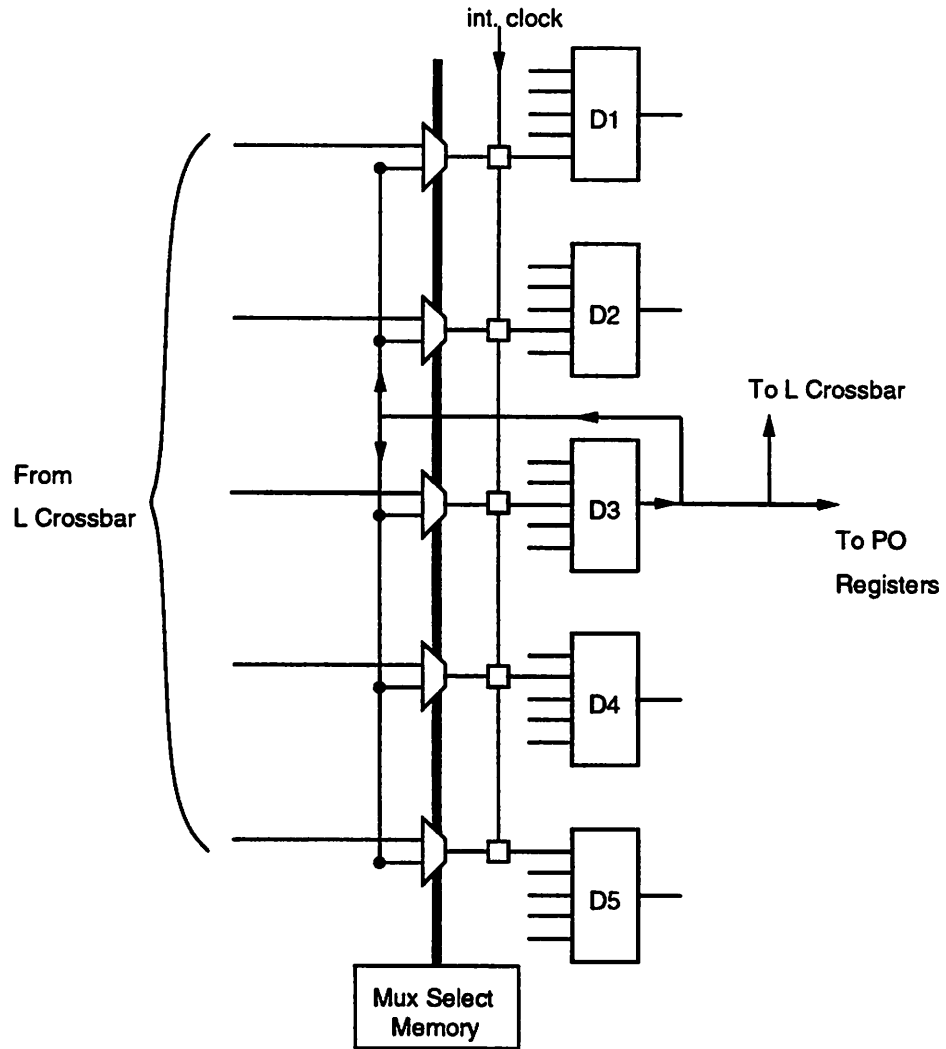 int. clock
D1
D2
To L Crossbar
From
L Crossbar
D3
To PO
Registers
D4
D5
Mux Select
Memory